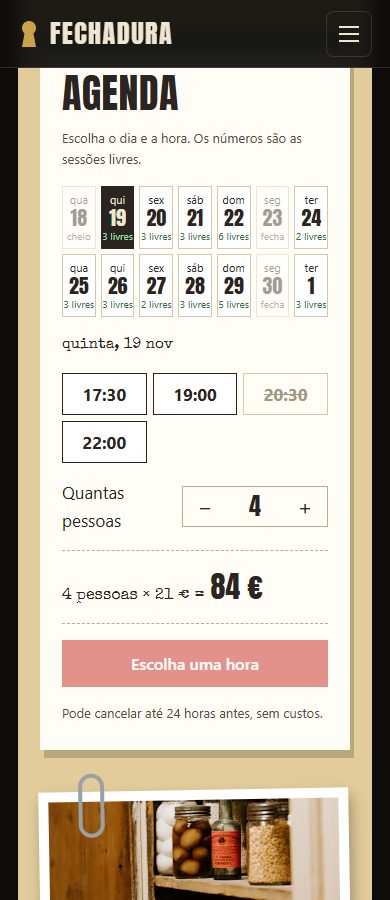 FECHADURA
AGENDA
Escolha o dia e a hora. Os números são as
sessões livres.
qua qui sex sáb dom seg ter
18 19 20 21 22 23 24
cheio 3 livres 3 livres 3 livres 6 livres fecha 2 livres
qua qui sex sáb dom seg ter
25 26 27 28 29 30 1
3 livres 3 livres 2 livres 3 livres 5 livres fecha 3 livres
quinta, 19 nov
17:30 19:00 20:30
22:00
Quantas
pessoas
− 4 +
4 pessoas × 21 € = 84 €
Escolha uma hora
Pode cancelar até 24 horas antes, sem custos.